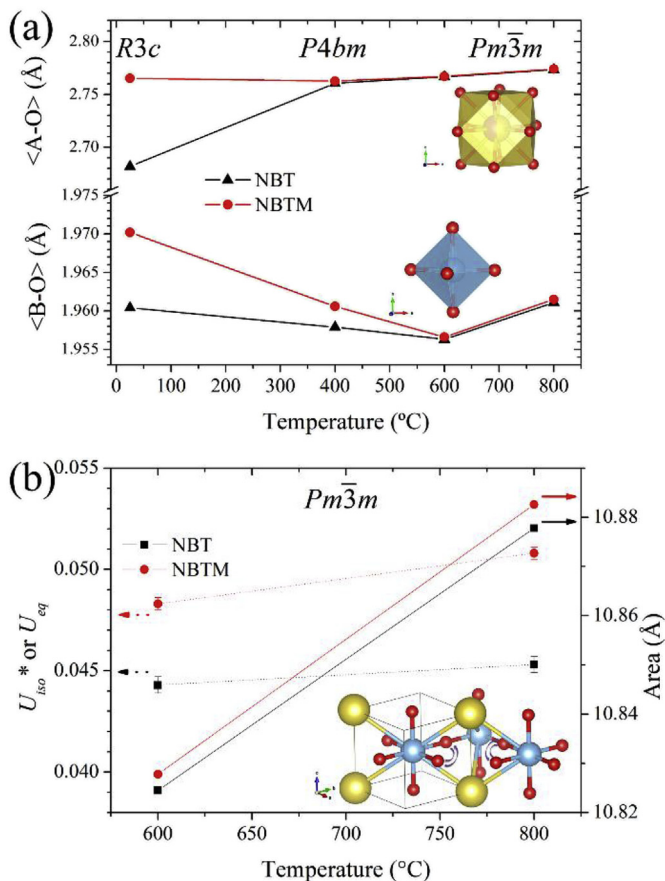 (a)
R3c P4bm Pm3̅m
<A-O> (Å)
2.80
2.75
2.70
1.975
1.970
1.965
1.960
1.955
<B-O> (Å)
NBT
NBTM
0 100 200 300 400 500 600 700 800
Temperature (ºC)
(b)
Pm3̅m
0.055
0.050
0.045
0.040
U_iso * or U_eq
NBT
NBTM
10.88
10.86
10.84
10.82
Area (Å)
600 650 700 750 800
Temperature (°C)